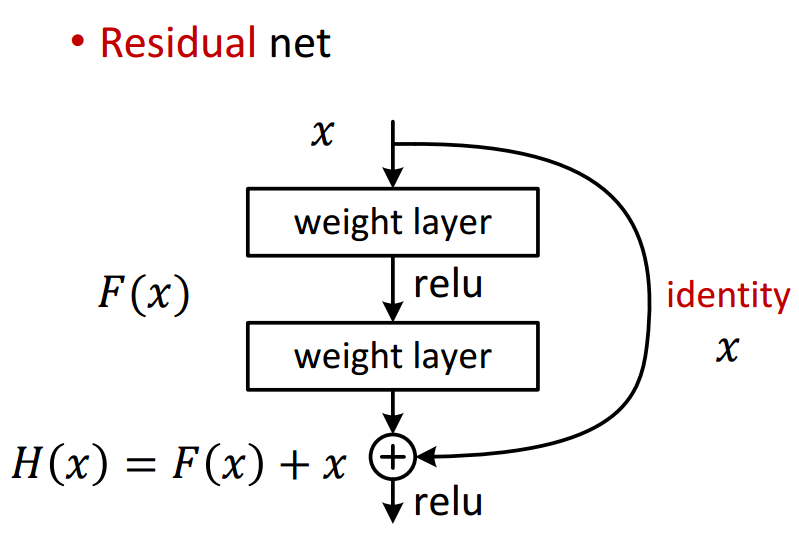 • Residual net
x
weight layer
relu
F(x)
identity
x
weight layer
H(x) = F(x) + x
+
relu